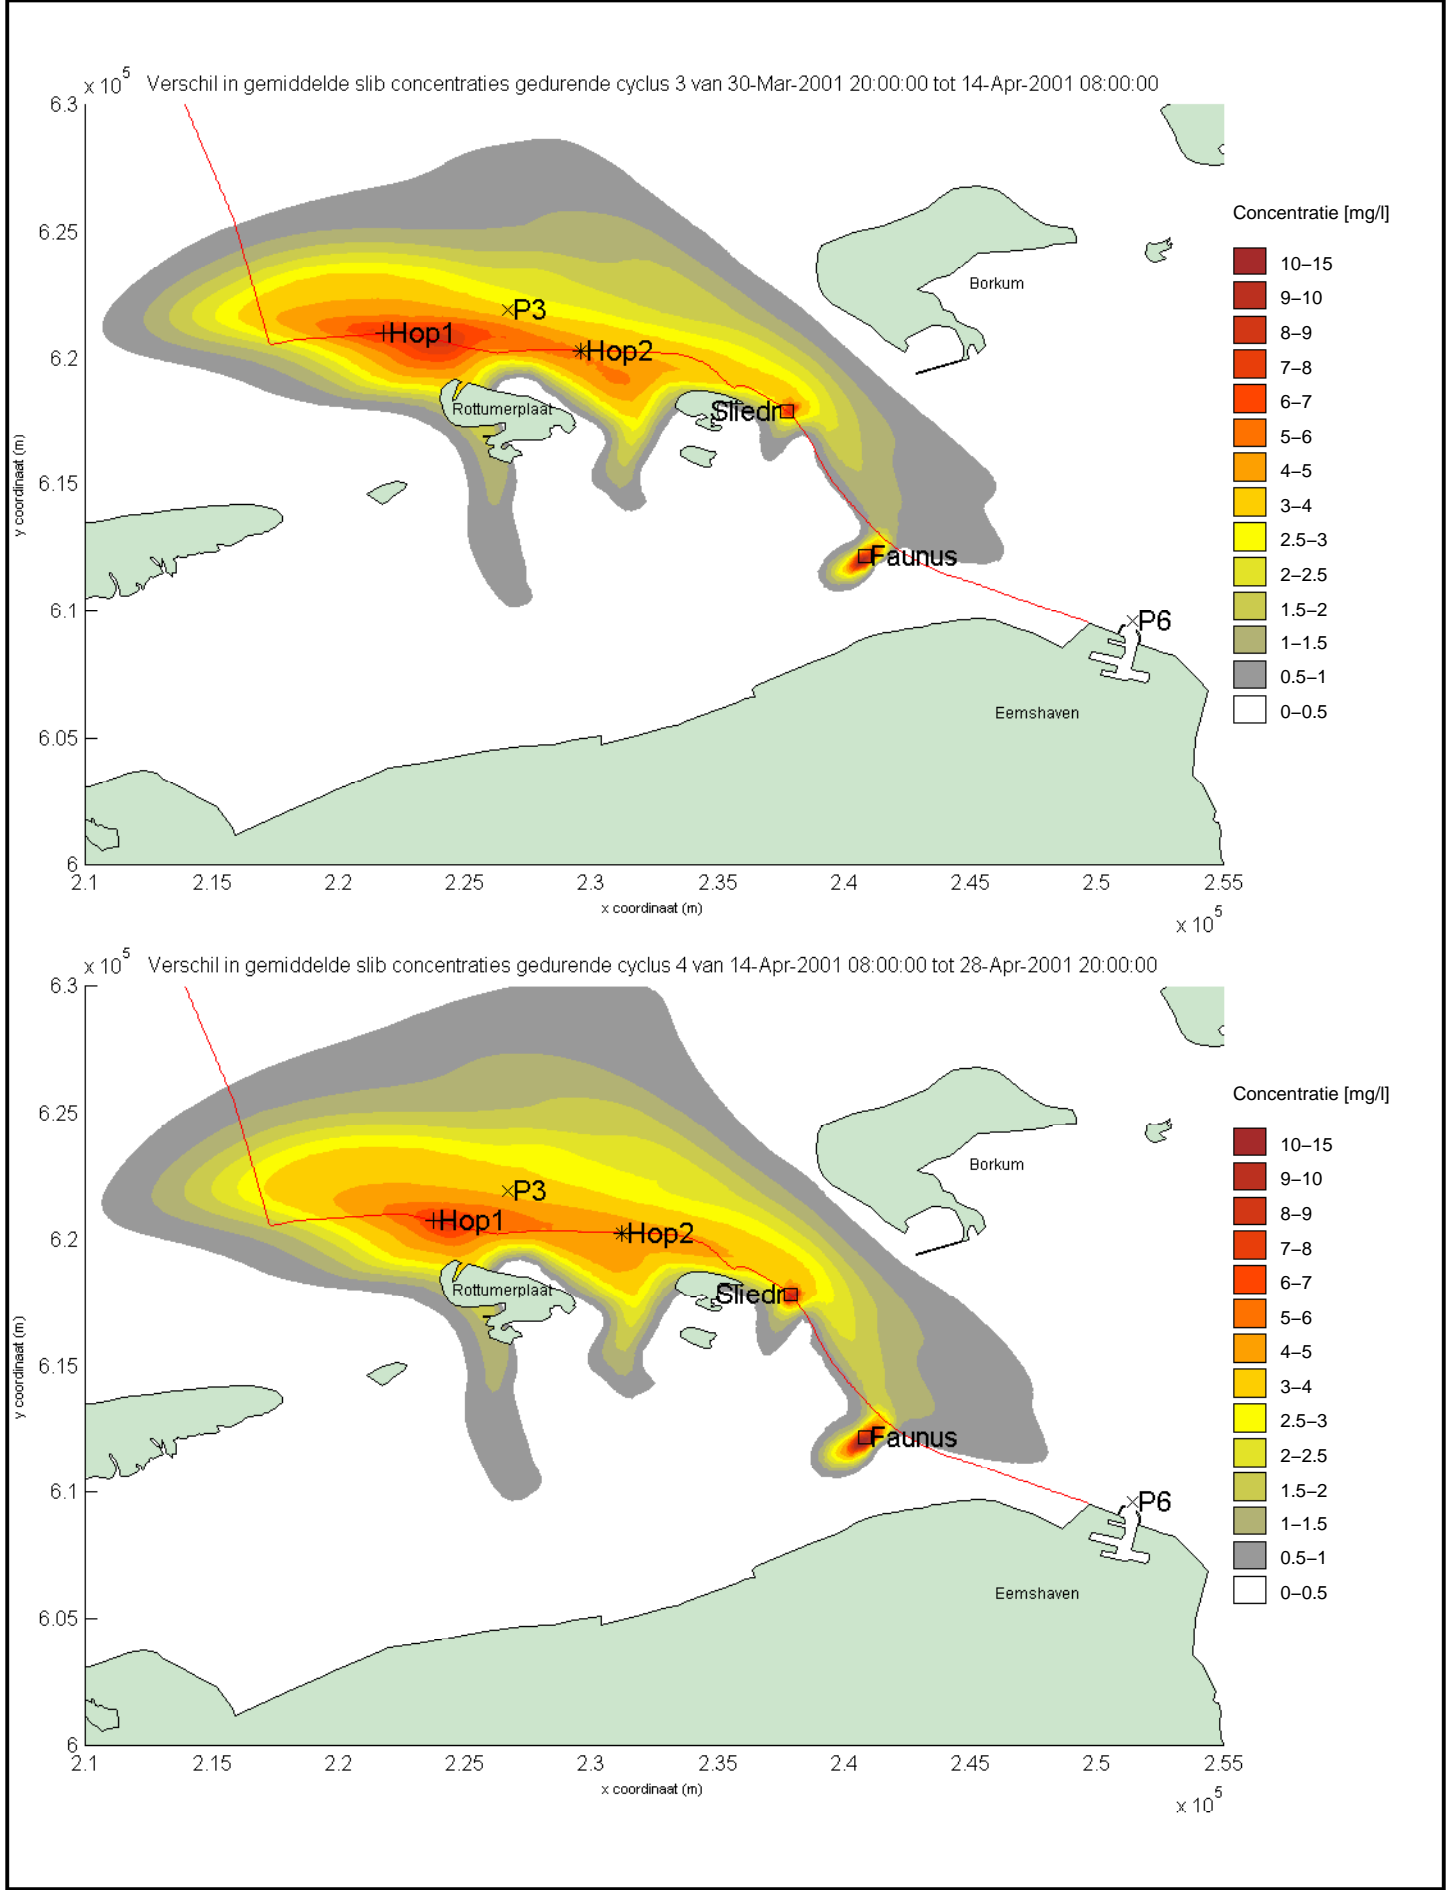 x 10^5 Verschil in gemiddelde slib concentraties gedurende cyclus 3 van 30-Mar-2001 20:00:00 tot 14-Apr-2001 08:00:00
6.3
6.25
6.2
6.15
6.1
6.05
6
y coordinaat (m)
2.1 2.15 2.2 2.25 2.3 2.35 2.4 2.45 2.5 2.55
x coordinaat (m)
x 10^5
Borkum
P3
Hop1
Hop2
Rottumerplaat
Sliedr
Faunus
P6
Eemshaven
Concentratie [mg/l]
10–15
9–10
8–9
7–8
6–7
5–6
4–5
3–4
2.5–3
2–2.5
1.5–2
1–1.5
0.5–1
0–0.5
x 10^5 Verschil in gemiddelde slib concentraties gedurende cyclus 4 van 14-Apr-2001 08:00:00 tot 28-Apr-2001 20:00:00
6.3
6.25
6.2
6.15
6.1
6.05
6
y coordinaat (m)
2.1 2.15 2.2 2.25 2.3 2.35 2.4 2.45 2.5 2.55
x coordinaat (m)
x 10^5
Borkum
P3
Hop1
Hop2
Rottumerplaat
Sliedr
Faunus
P6
Eemshaven
Concentratie [mg/l]
10–15
9–10
8–9
7–8
6–7
5–6
4–5
3–4
2.5–3
2–2.5
1.5–2
1–1.5
0.5–1
0–0.5